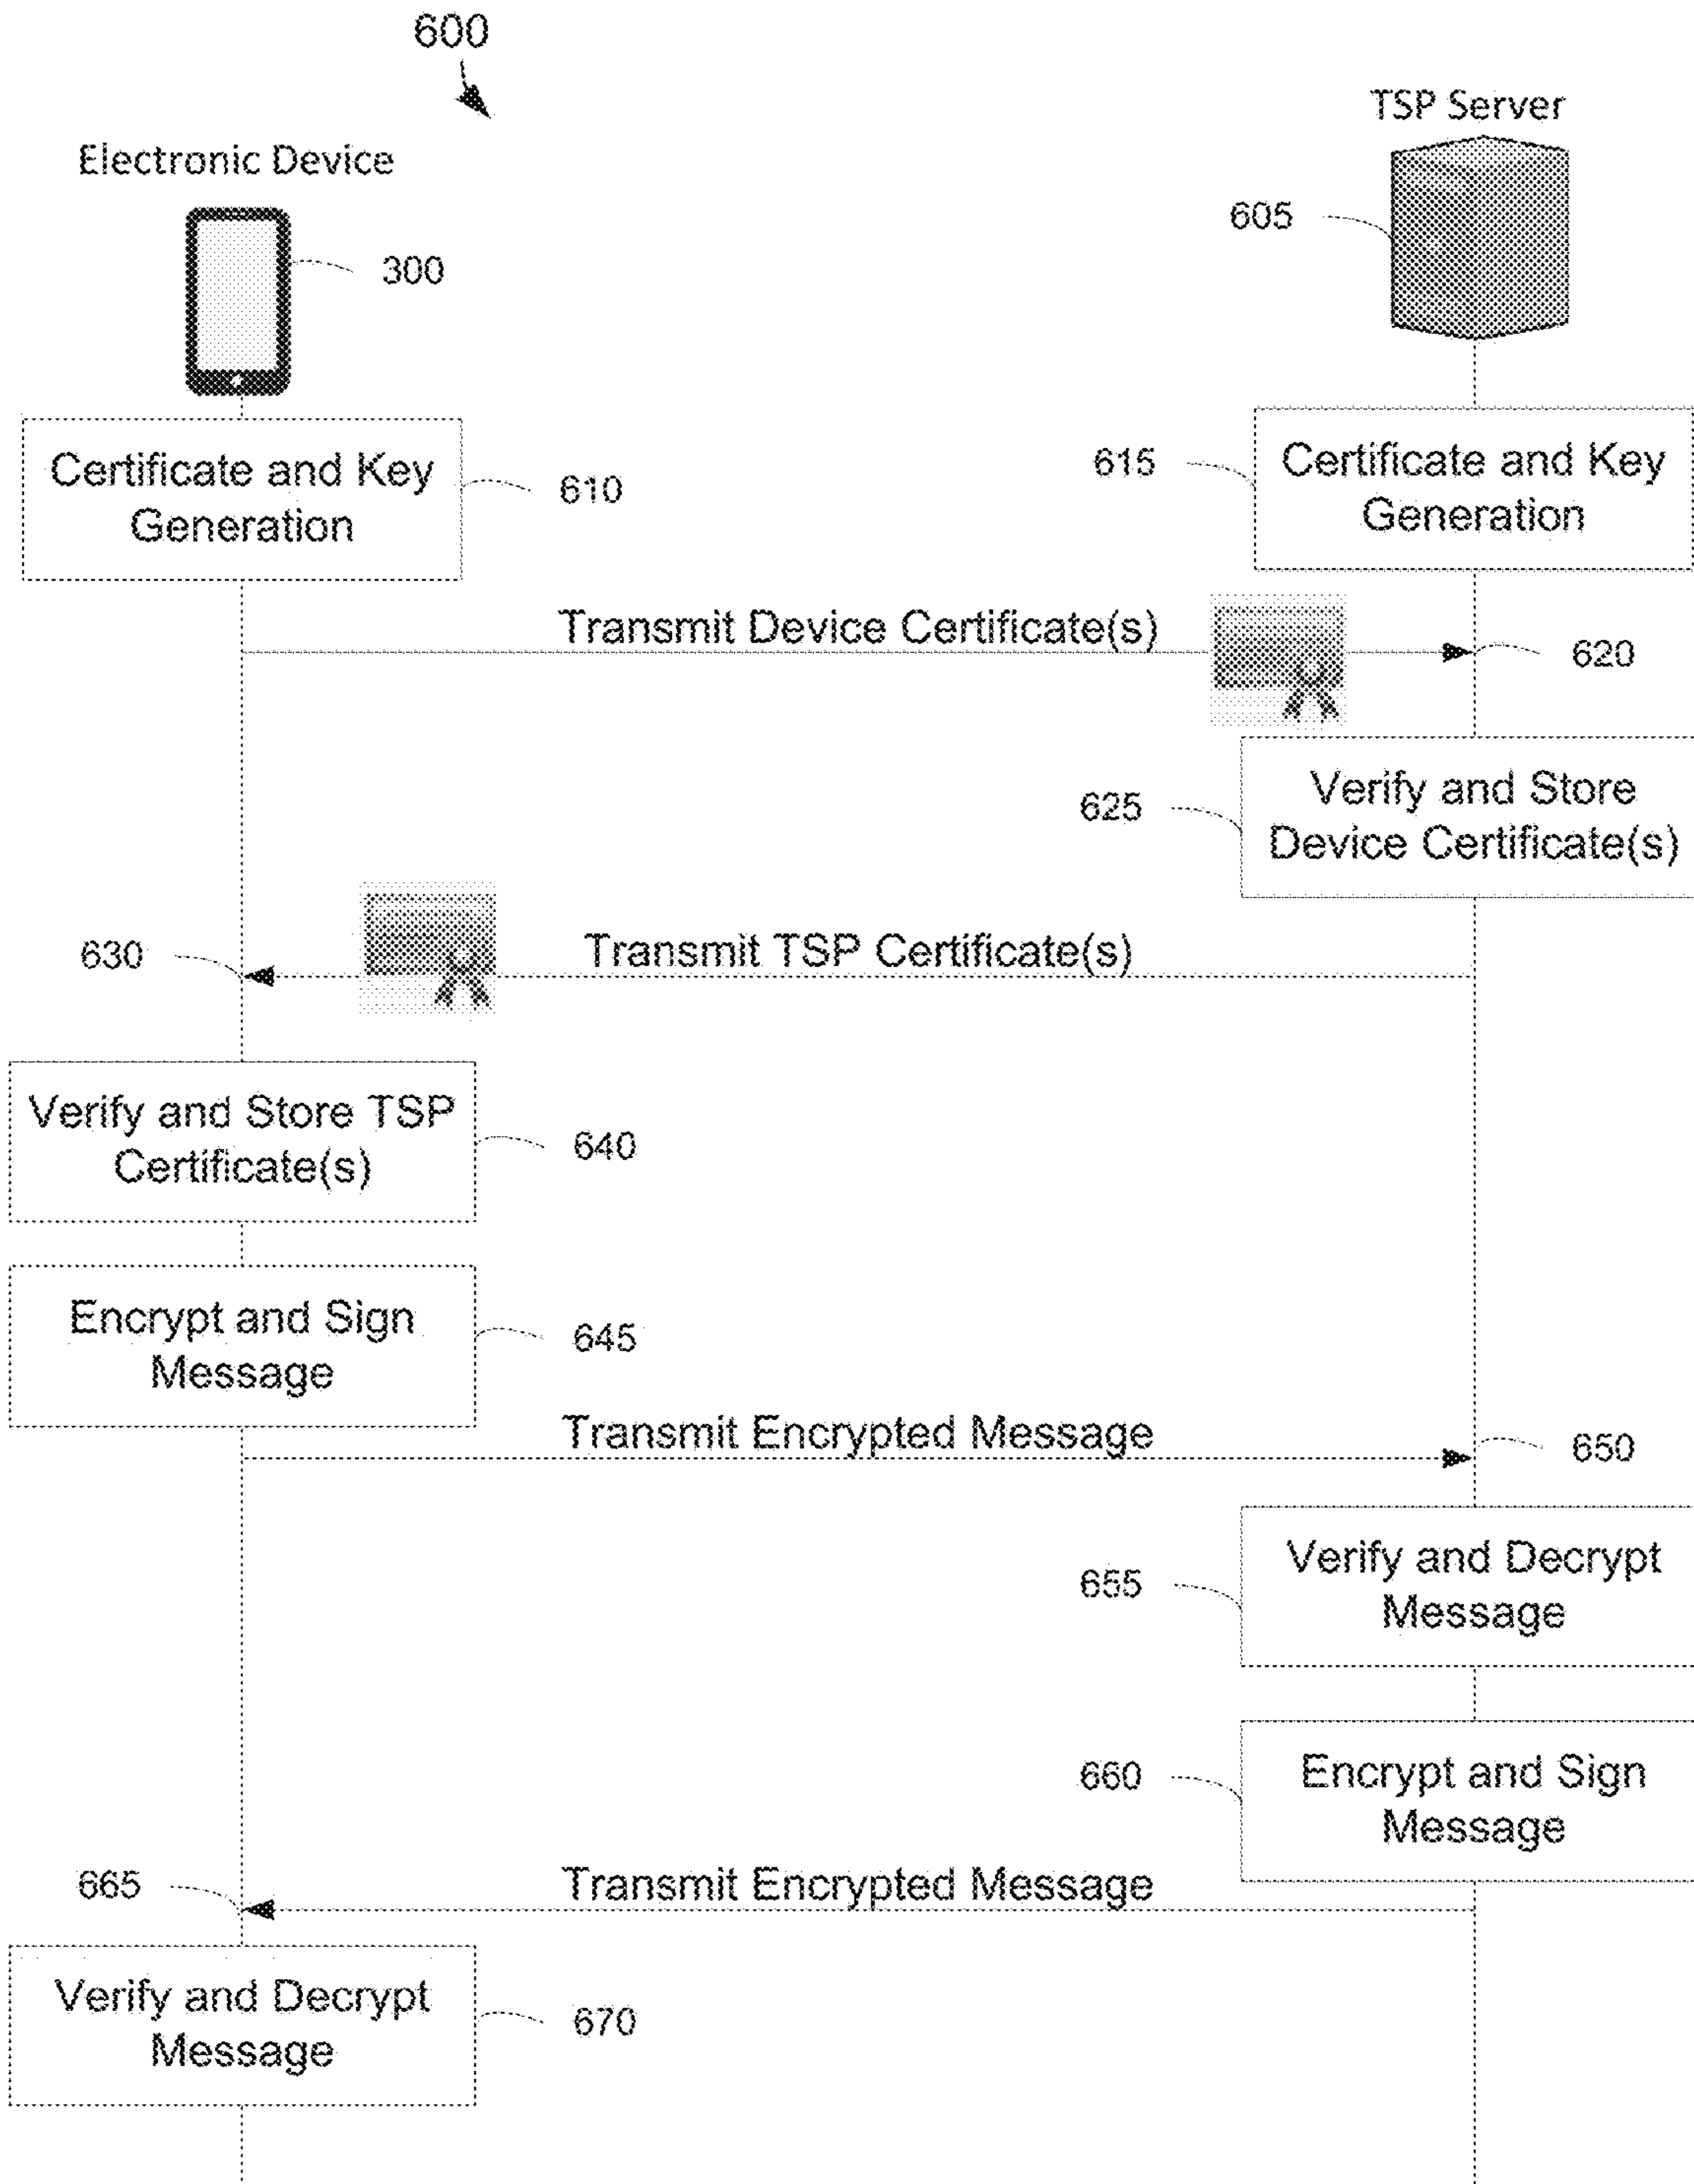 600
TSP Server
Electronic Device
605
300
Certificate and Key
Generation
610
615
Certificate and Key
Generation
Transmit Device Certificate(s)
620
625
Verify and Store
Device Certificate(s)
630
Transmit TSP Certificate(s)
Verify and Store TSP
Certificate(s)
640
Encrypt and Sign
Message
645
Transmit Encrypted Message
650
655
Verify and Decrypt
Message
660
Encrypt and Sign
Message
665
Transmit Encrypted Message
Verify and Decrypt
Message
670